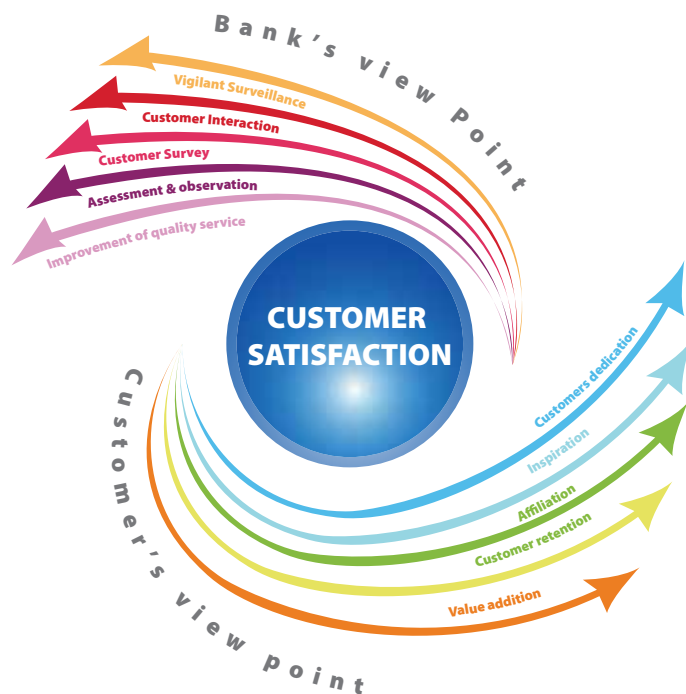 Bank's view Point
Vigilant Surveillance
Customer Interaction
Customer Survey
Assessment & observation
Improvement of quality service
CUSTOMER
SATISFACTION
Customers dedication
Inspiration
Affiliation
Customer retention
Value addition
Customer's view point